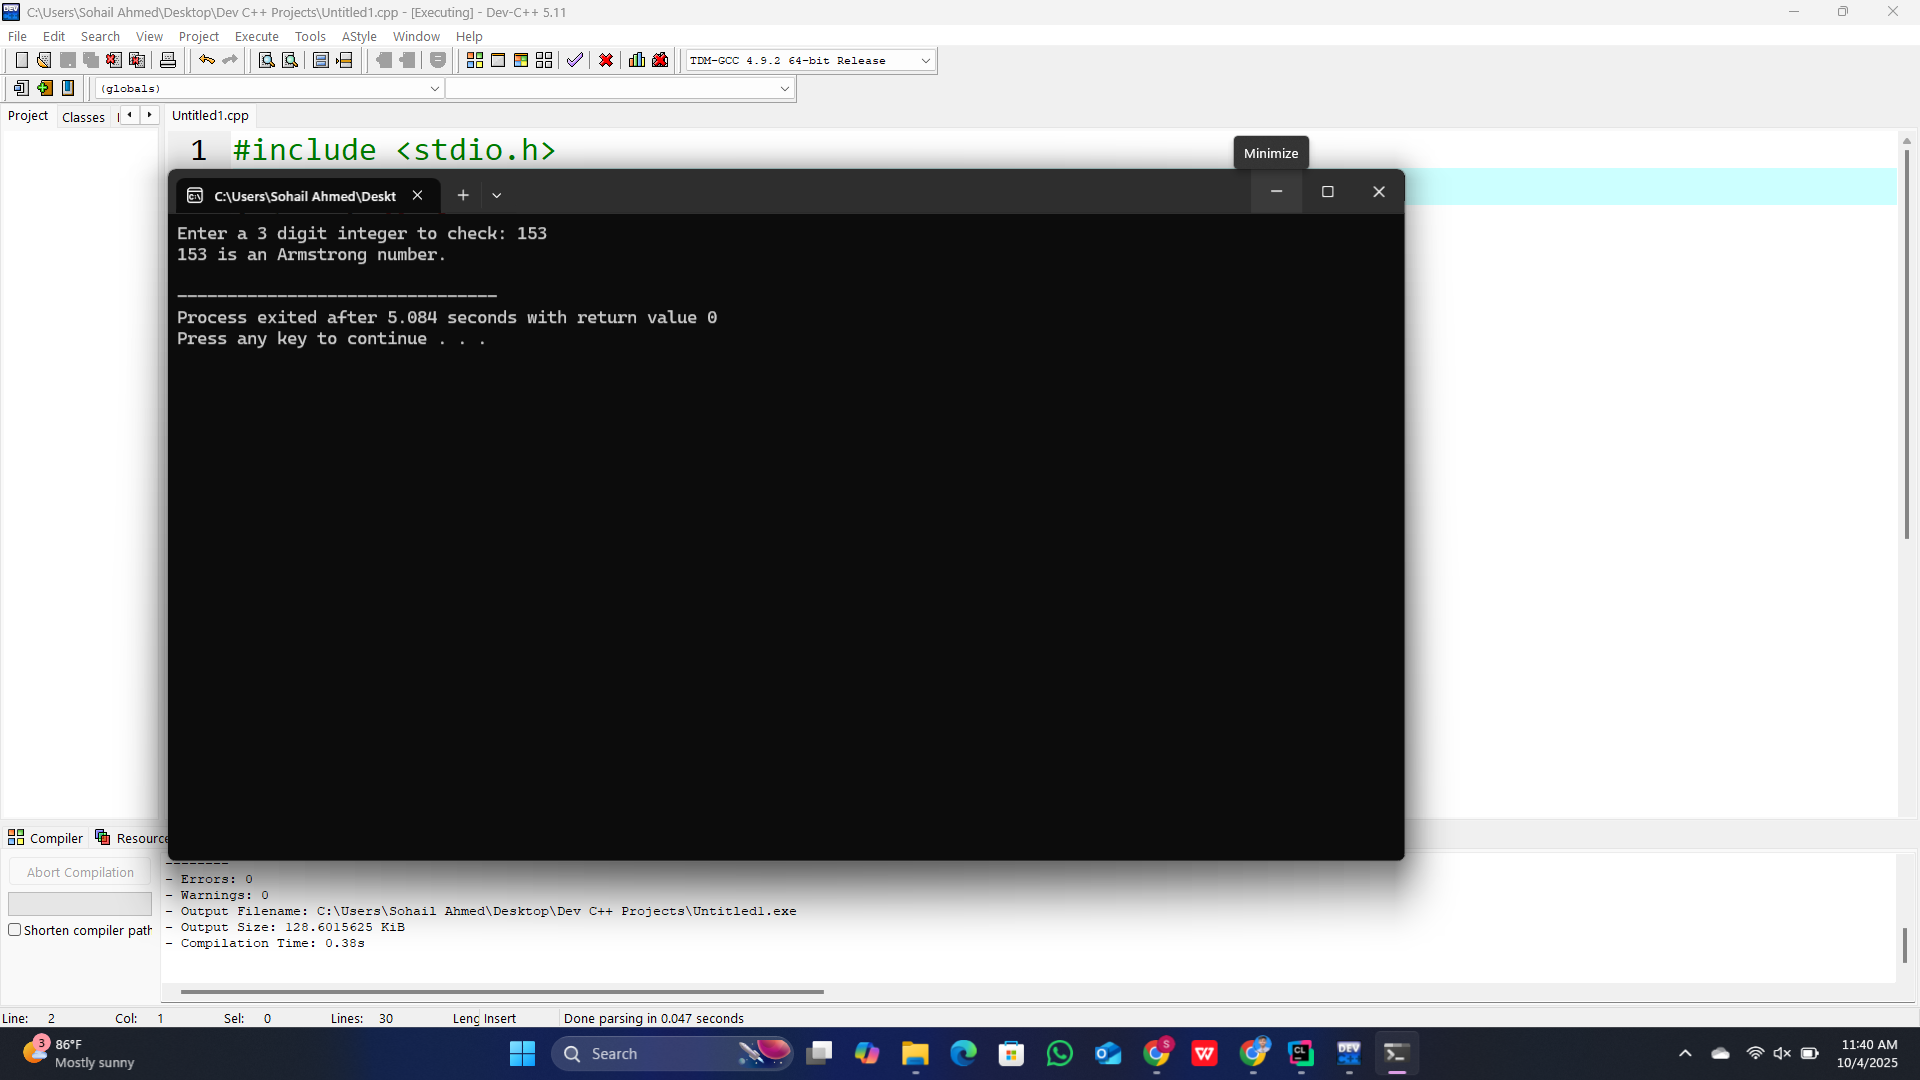 C:\Users\Sohail Ahmed\Desktop\Dev C++ Projects\Untitled1.cpp - [Executing] - Dev-C++ 5.11
File Edit Search View Project Execute Tools AStyle Window Help
TDM-GCC 4.9.2 64-bit Release
(globals)
Project Classes
Untitled1.cpp
1 #include <stdio.h>
Minimize
C:\Users\Sohail Ahmed\Deskt
Enter a 3 digit integer to check: 153
153 is an Armstrong number.
--------------------------------
Process exited after 5.084 seconds with return value 0
Press any key to continue . . .
Compiler Resource
Abort Compilation
Shorten compiler path
--------
- Errors: 0
- Warnings: 0
- Output Filename: C:\Users\Sohail Ahmed\Desktop\Dev C++ Projects\Untitled1.exe
- Output Size: 128.6015625 KiB
- Compilation Time: 0.38s
Line: 2 Col: 1 Sel: 0 Lines: 30 Leng Insert Done parsing in 0.047 seconds
3
86°F
Mostly sunny
Search
S
W
CL
DEV
11:40 AM
10/4/2025